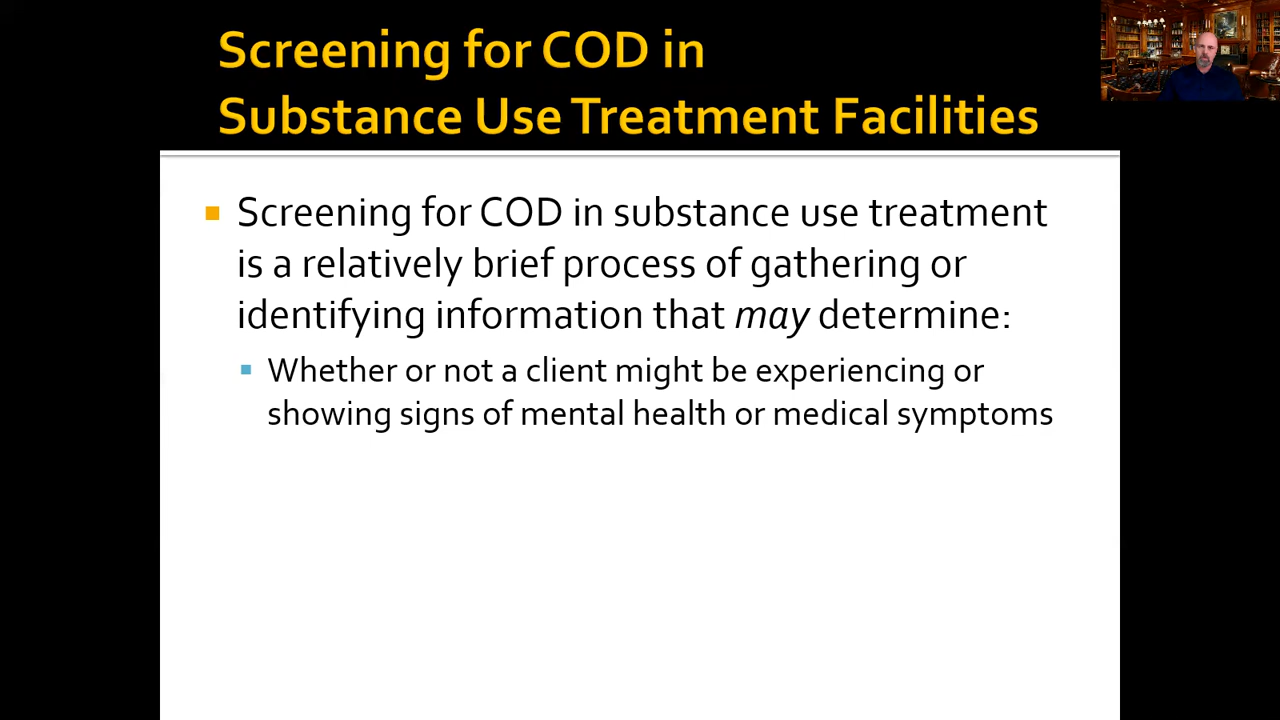 Screening for COD in
Substance Use Treatment Facilities
Screening for COD in substance use treatment
is a relatively brief process of gathering or
identifying information that may determine:
Whether or not a client might be experiencing or
showing signs of mental health or medical symptoms